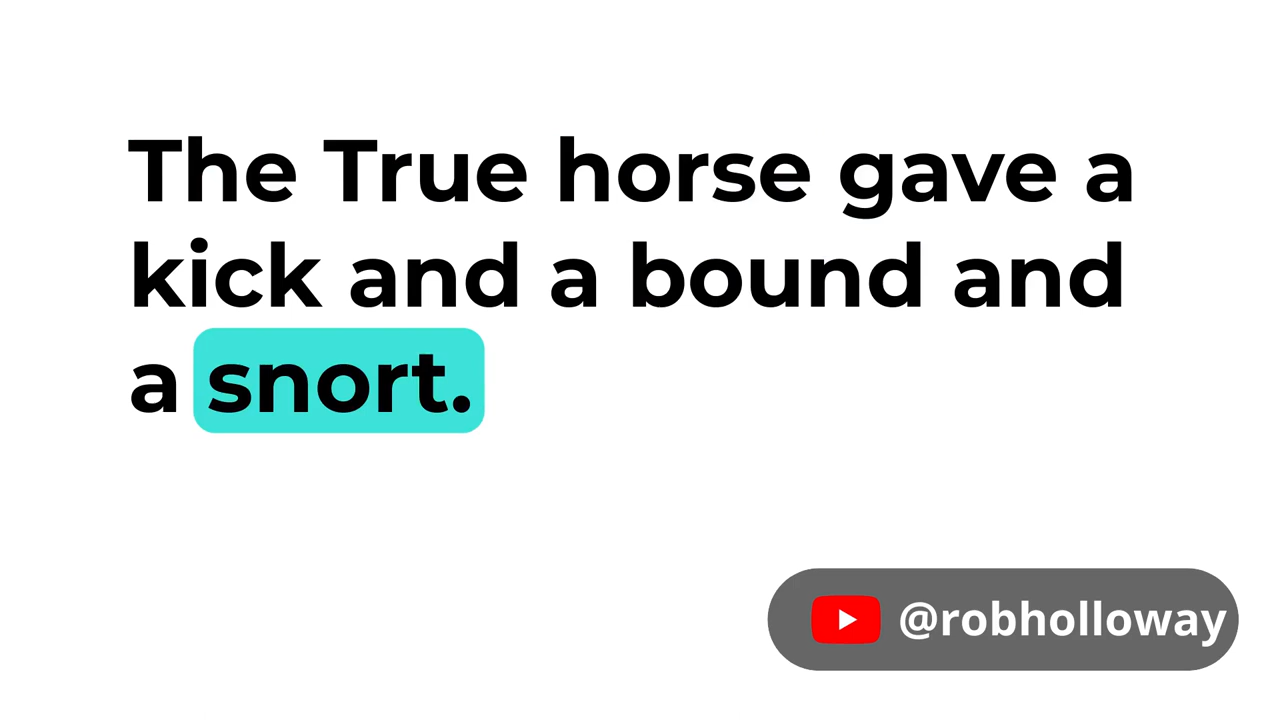 The True horse gave a
kick and a bound and
a snort.
@robholloway